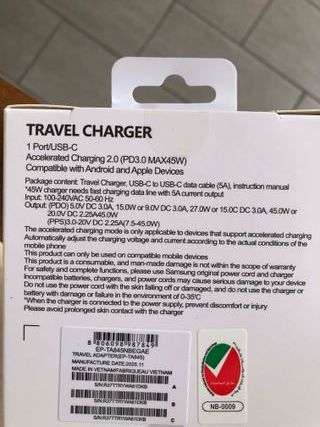 TRAVEL CHARGER
1 Port/USB-C
Accelerated Charging 2.0 (PD3.0 MAX45W)
Compatible with Android and Apple Devices
Package content: Travel Charger, USB-C to USB-C data cable (5A), instruction manual
*45W charger needs fast charging data line with 5A current output
Input: 100-240VAC 50-60 Hz
Output: (PDO) 5.0V DC 3.0A, 15.0W or 9.0V DC 3.0A, 27.0W or 15.0C DC 3.0A, 45.0W or
20.0V DC 2.25A45.0W
(PPS)3.0-20V DC 2.25A(7.5-45.0W)
The accelerated charging mode is only applicable to devices that support accelerated charging
Automatically adjust the charging voltage and current according to the actual conditions of the
mobile phone
This product can only be used on compatible mobile devices
This product is a consumable, and man-made damage is not within the scope of warranty
For safety and complete functions, please use Samsung original power cord and charger
incompatible batteries, chargers, and power cords may cause serious damage to your device
Do not use the power cord with the skin falling off or damaged, and do not use the charger or
battery with damage or failure in the environment of 0-35°C
*When the charger is connected to the power supply, prevent discomfort or injury
Please avoid prolonged skin contact with the charger
EP-TA845NBEGAE
TRAVEL ADAPTER(EP-TA845)
MANUFACTURE DATE:2025.11
MADE IN VIETNAM/FABRIQUEAU VIETNAM
S/N:R37TTRYWA61DKB
A
S/N:R37TTRYWA61DKB
B
S/N:R37TTRYWA61DKB
C
NB-0009